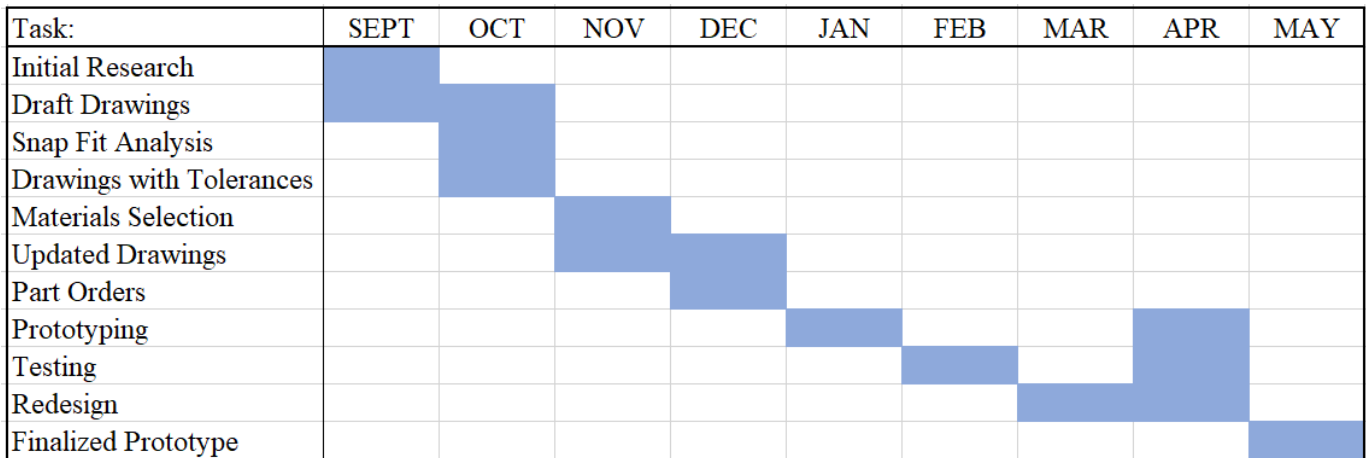 Task: SEPT OCT NOV DEC JAN FEB MAR APR MAY
Initial Research
Draft Drawings
Snap Fit Analysis
Drawings with Tolerances
Materials Selection
Updated Drawings
Part Orders
Prototyping
Testing
Redesign
Finalized Prototype